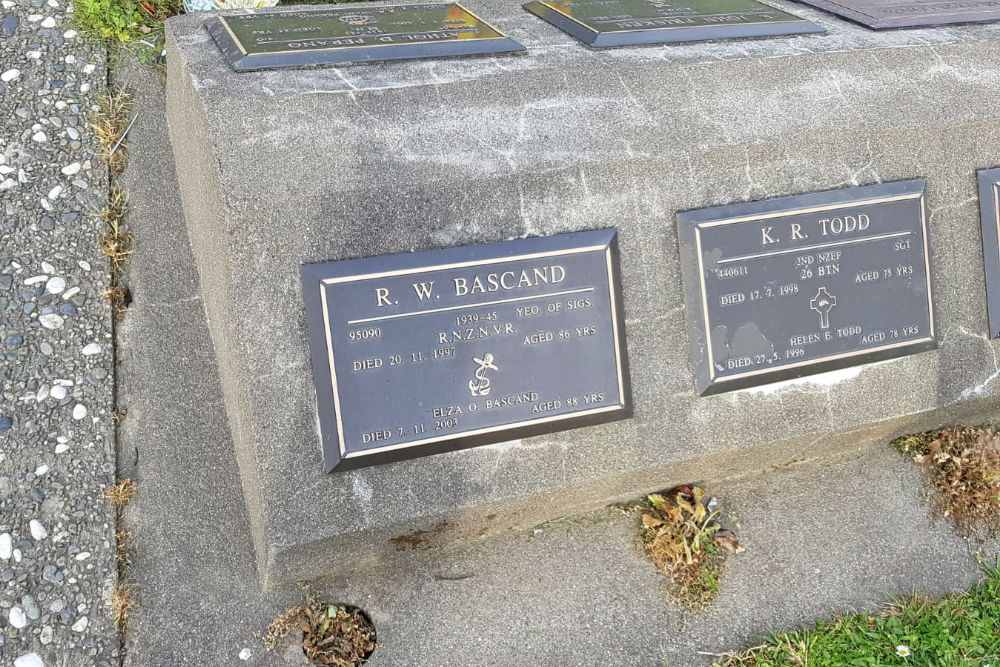 R. W. BASCAND
95090 1939-45 YEO. OF SIGS
R.N.Z.N.V.R.
DIED 20. 11. 1997 AGED 86 YRS
ELZA O. BASCAND
DIED 7. 11. 2003 AGED 88 YRS
K. R. TODD
440611 2ND NZEF SGT
26 BTN
DIED 17. 7. 1998 AGED 75 YRS
HELEN E. TODD
DIED 27. 5. 1996 AGED 78 YRS